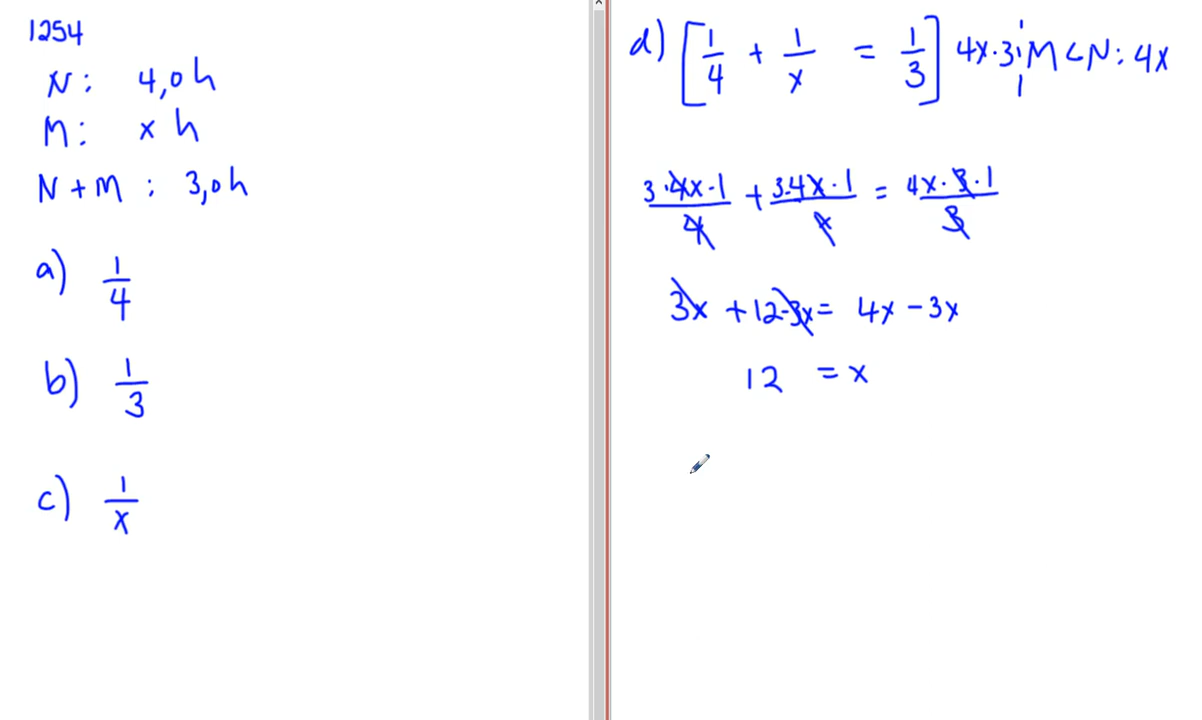 1254
N: 4,0 h
M: x h
N + M : 3,0 h
a) 1/4
b) 1/3
c) 1/x
d) [1/4 + 1/x = 1/3] 4x·3 ; M<N: 4x
3·4x·1/4 + 3·4x·1/x = 4x·3·1/3
3x + 12-3x = 4x - 3x
12 = x